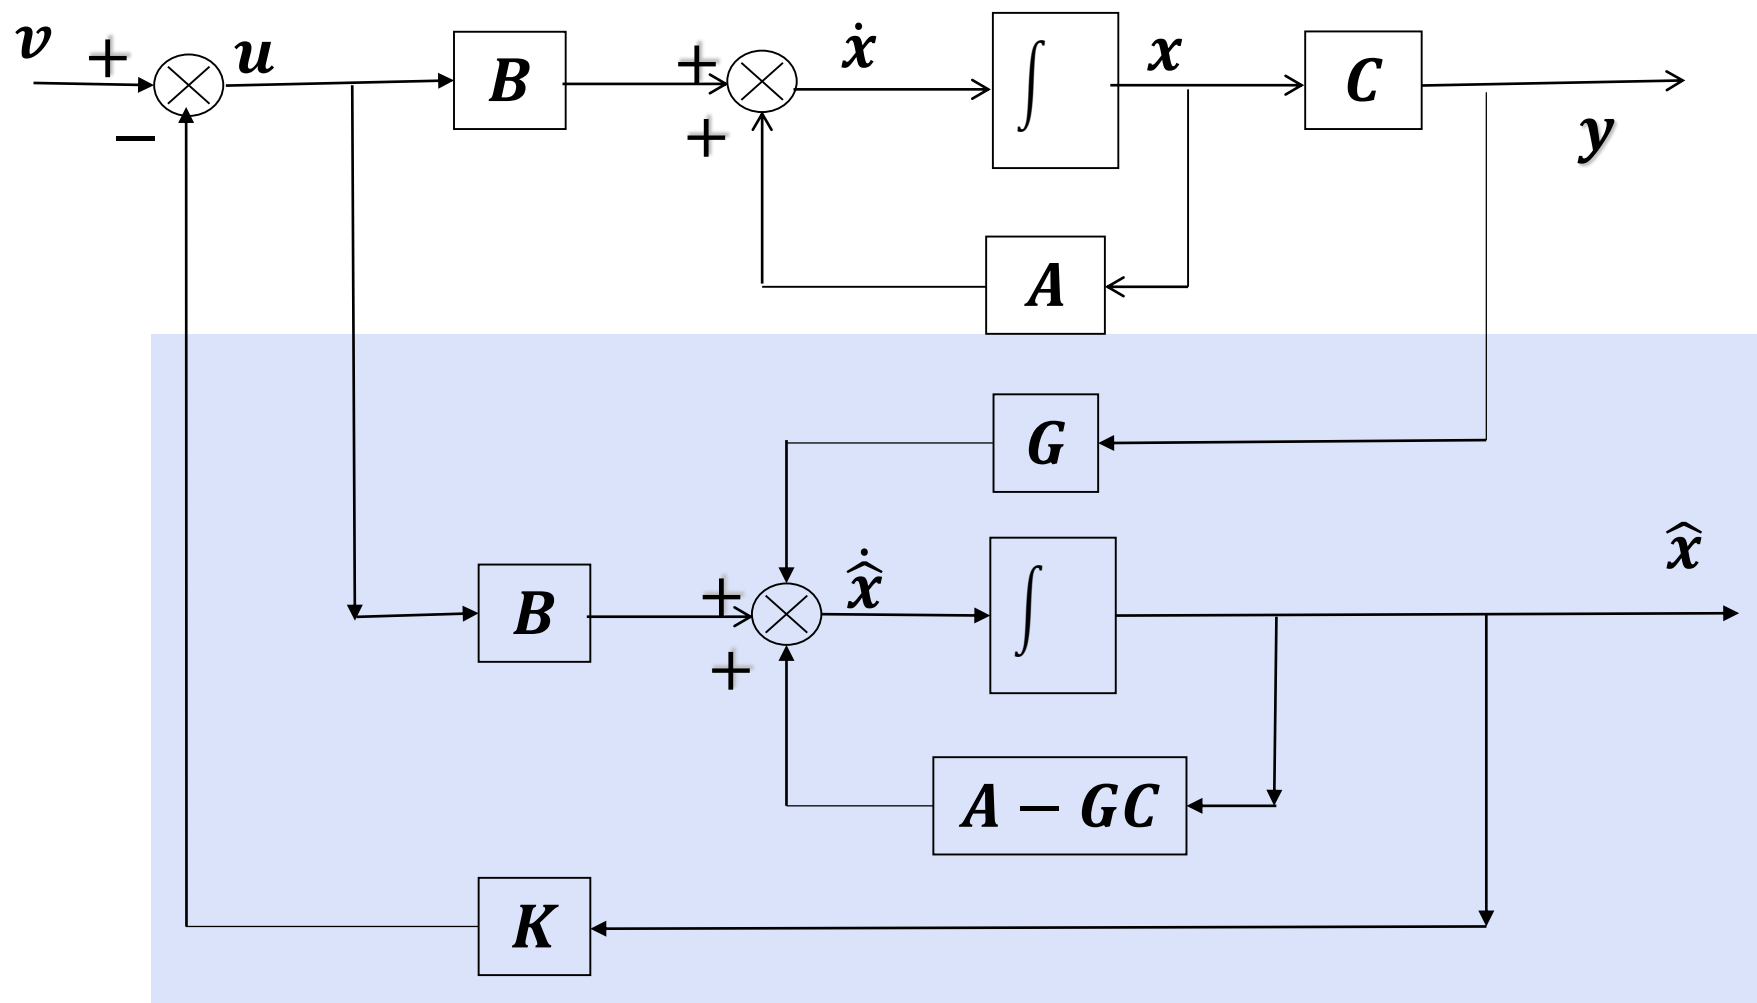 v + u B + ẋ ∫ x C
− + y
A
G
x̂
B + x̂̇ ∫
+
A − GC
K